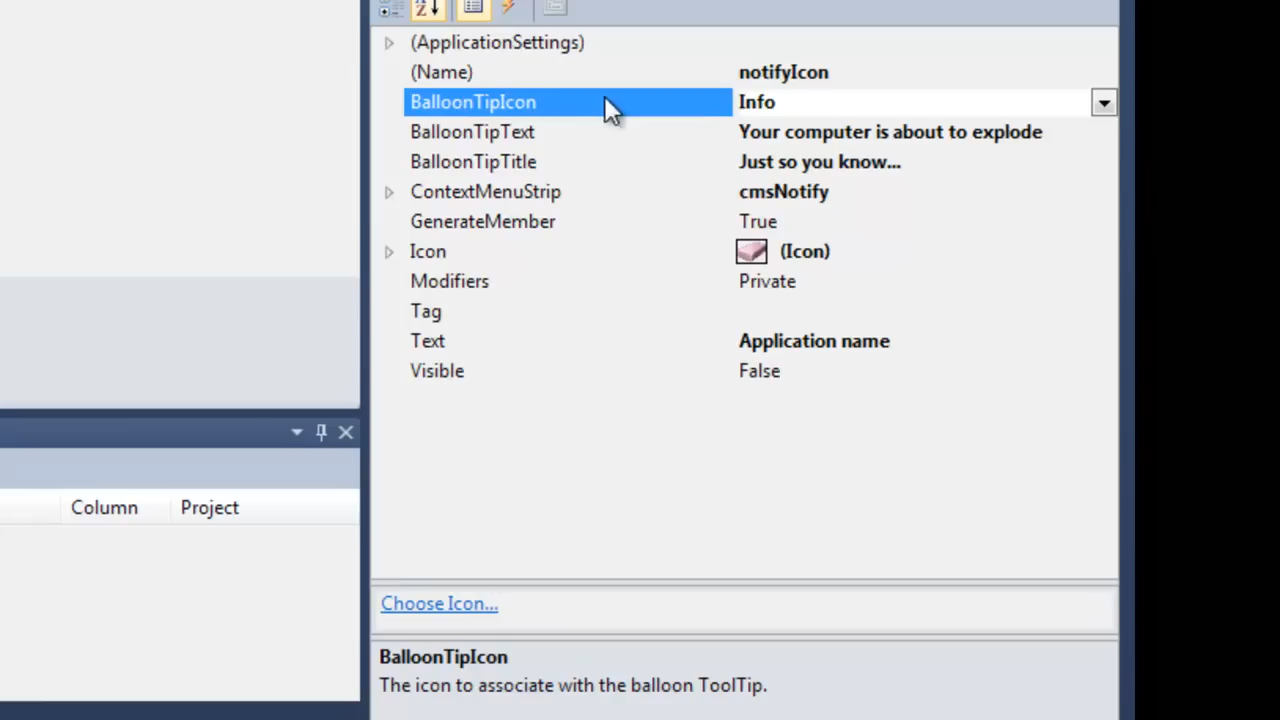 (ApplicationSettings)
(Name) notifyIcon
BalloonTipIcon Info
BalloonTipText Your computer is about to explode
BalloonTipTitle Just so you know...
ContextMenuStrip cmsNotify
GenerateMember True
Icon (Icon)
Modifiers Private
Tag
Text Application name
Visible False
Column Project
Choose Icon...
BalloonTipIcon
The icon to associate with the balloon ToolTip.